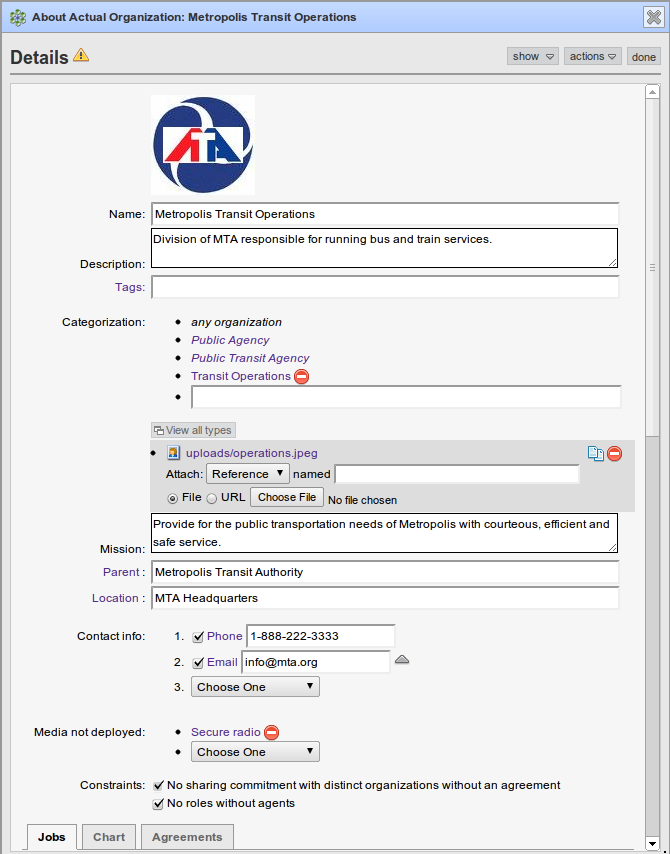 About Actual Organization: Metropolis Transit Operations
Details
show
actions
done
ATA
Name: Metropolis Transit Operations
Description: Division of MTA responsible for running bus and train services.
Tags:
Categorization:
any organization
Public Agency
Public Transit Agency
Transit Operations
View all types
uploads/operations.jpeg
Attach: Reference named
File URL Choose File No file chosen
Mission: Provide for the public transportation needs of Metropolis with courteous, efficient and
safe service.
Parent : Metropolis Transit Authority
Location : MTA Headquarters
Contact info: 1. Phone 1-888-222-3333
2. Email info@mta.org
3. Choose One
Media not deployed: Secure radio
Choose One
Constraints: No sharing commitment with distinct organizations without an agreement
No roles without agents
Jobs Chart Agreements